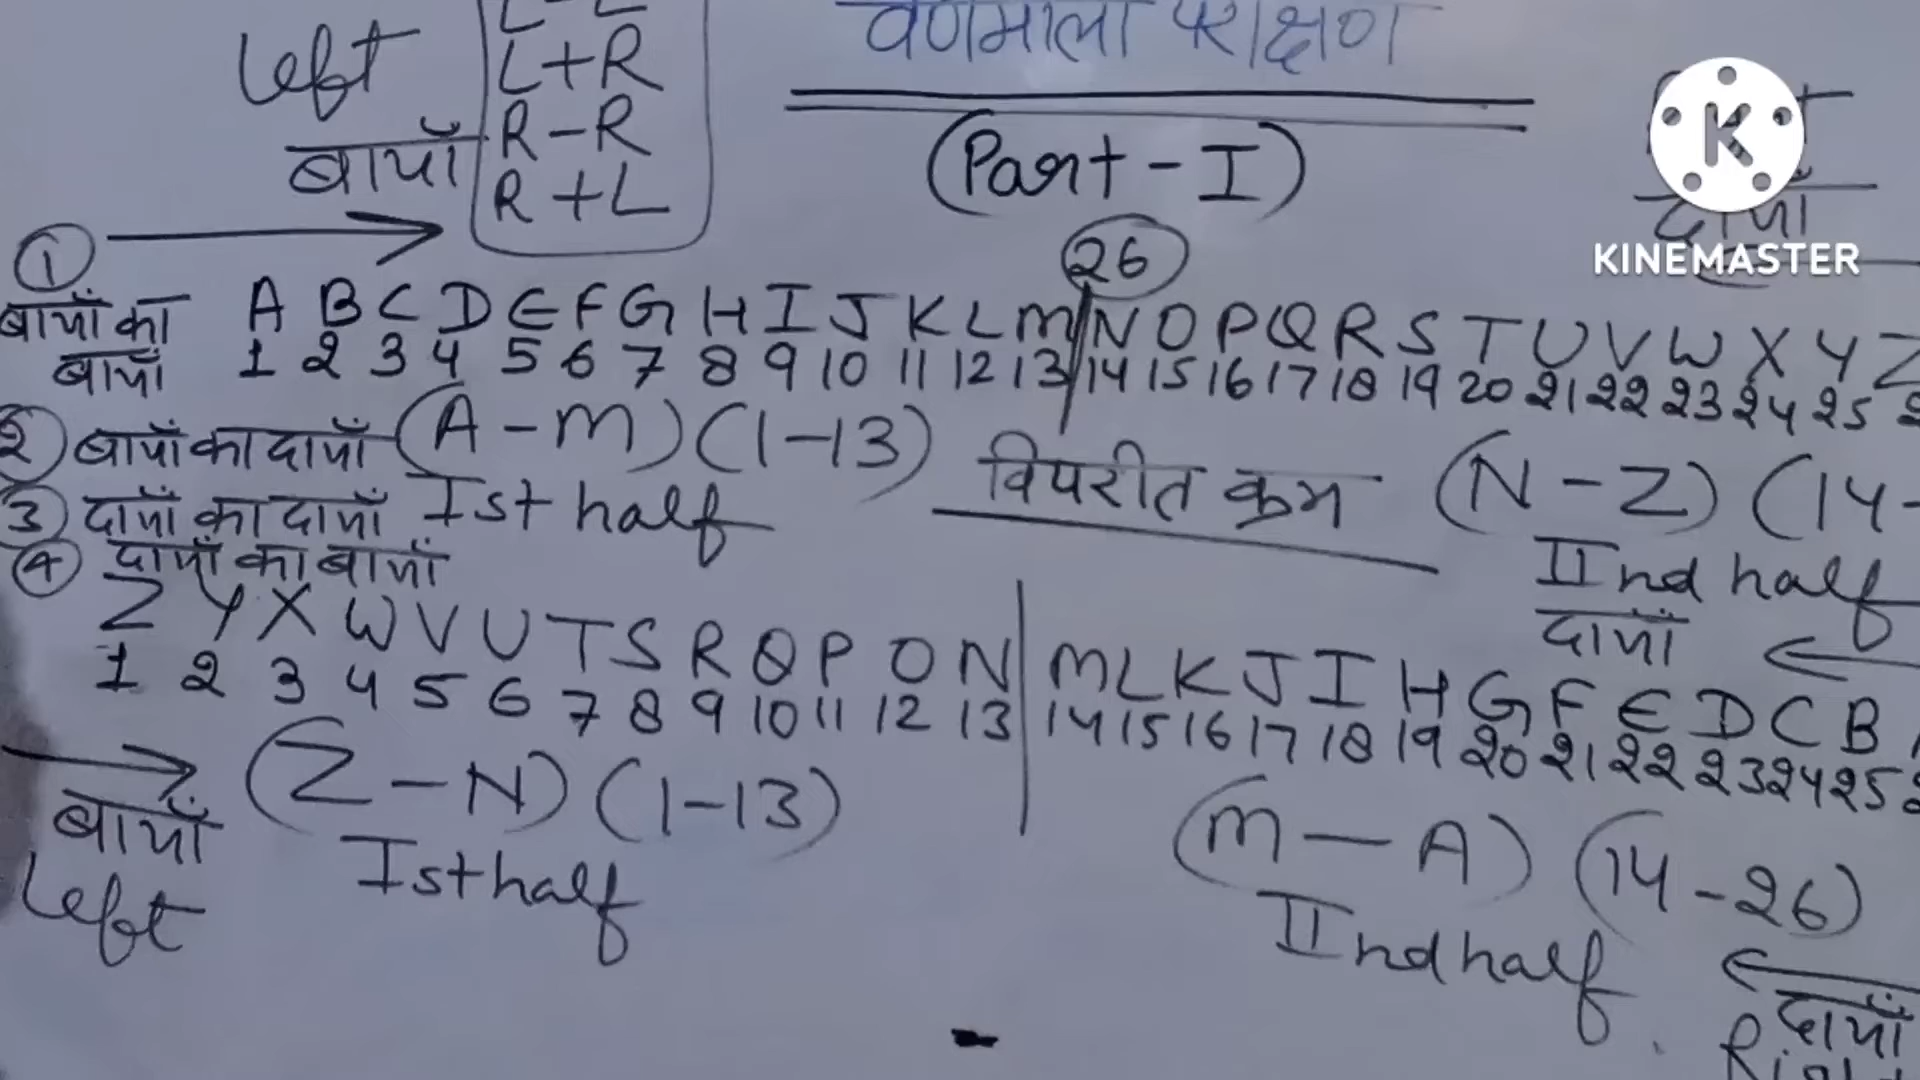 वर्णमाला परीक्षण
Left
L+R
R-R
R+L
बायाँ
(Part-I)
दायाँ
KINEMASTER
①
26
बायाँ का
बायाँ
A B C D E F G H I J K L M N O P Q R S T U V W X Y Z
1 2 3 4 5 6 7 8 9 10 11 12 13 14 15 16 17 18 19 20 21 22 23 24 25
② बायाँ का दायाँ (A-M) (1-13)
③ दायाँ का दायाँ Ist half
④ दायाँ का बायाँ
विपरीत क्रम
(N-Z) (14-
IInd half
दायाँ
Z Y X W V U T S R Q P O N M L K J I H G F E D C B
1 2 3 4 5 6 7 8 9 10 11 12 13 14 15 16 17 18 19 20 21 22 23 24 25
(Z-N) (1-13)
बायाँ
Left
Ist half
(M-A) (14-26)
IInd half
दायाँ